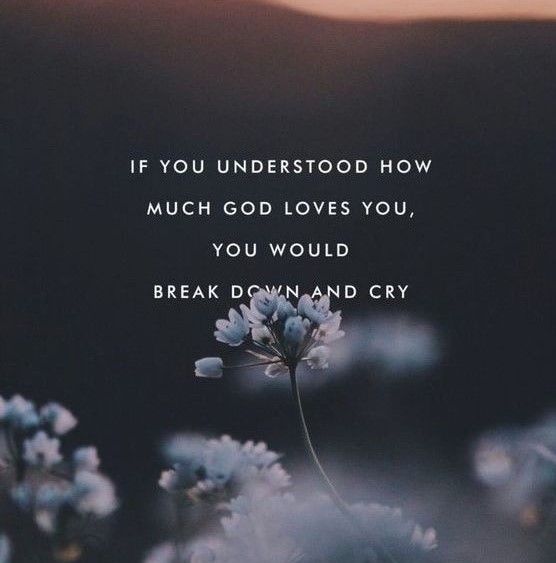 IF YOU UNDERSTOOD HOW
MUCH GOD LOVES YOU,
YOU WOULD
BREAK DOWN AND CRY